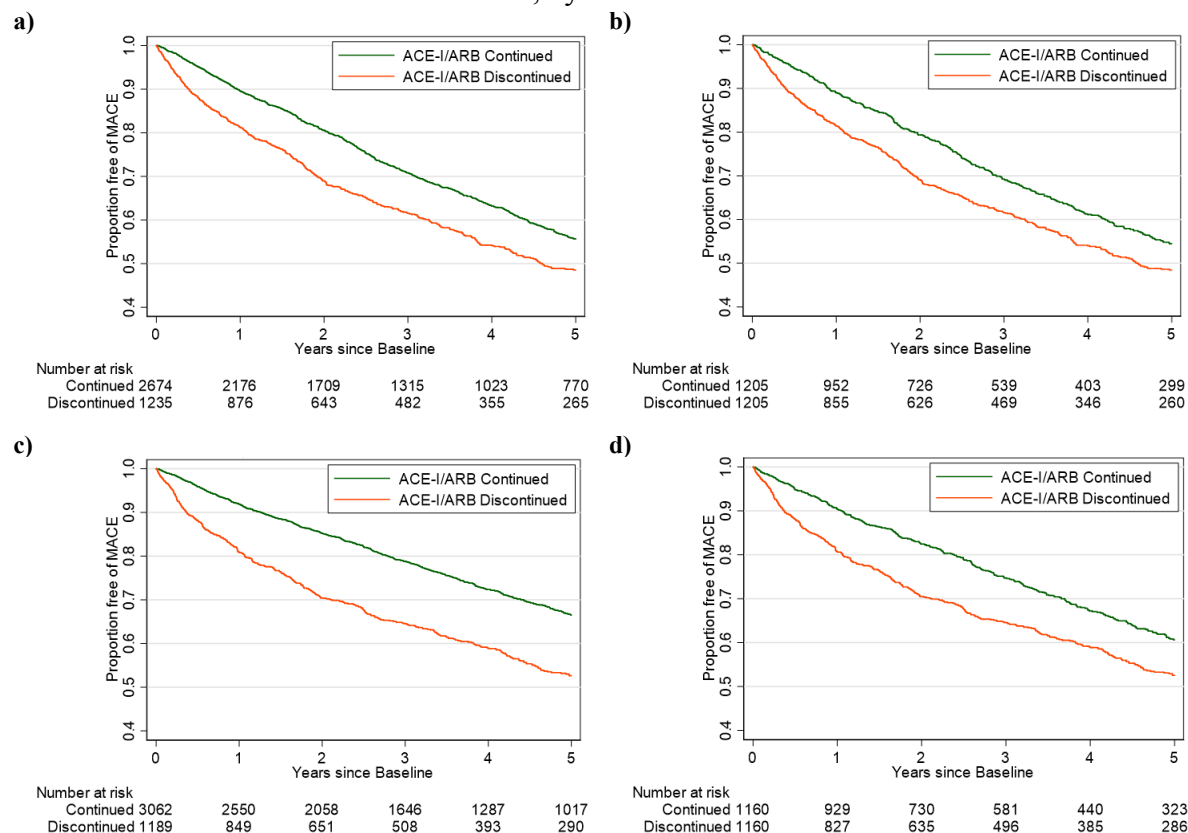 a)
Proportion free of MACE
0.4 0.5 0.6 0.7 0.8 0.9 1.0
ACE-I/ARB Continued
ACE-I/ARB Discontinued
0 1 2 3 4 5
Years since Baseline
Number at risk
Continued 2674 2176 1709 1315 1023 770
Discontinued 1235 876 643 482 355 265
b)
Proportion free of MACE
0.4 0.5 0.6 0.7 0.8 0.9 1.0
ACE-I/ARB Continued
ACE-I/ARB Discontinued
0 1 2 3 4 5
Years since Baseline
Number at risk
Continued 1205 952 726 539 403 299
Discontinued 1205 855 626 469 346 260
c)
Proportion free of MACE
0.4 0.5 0.6 0.7 0.8 0.9 1.0
ACE-I/ARB Continued
ACE-I/ARB Discontinued
0 1 2 3 4 5
Years since Baseline
Number at risk
Continued 3062 2550 2058 1646 1287 1017
Discontinued 1189 849 651 508 393 290
d)
Proportion free of MACE
0.4 0.5 0.6 0.7 0.8 0.9 1.0
ACE-I/ARB Continued
ACE-I/ARB Discontinued
0 1 2 3 4 5
Years since Baseline
Number at risk
Continued 1160 929 730 581 440 323
Discontinued 1160 827 635 495 385 286